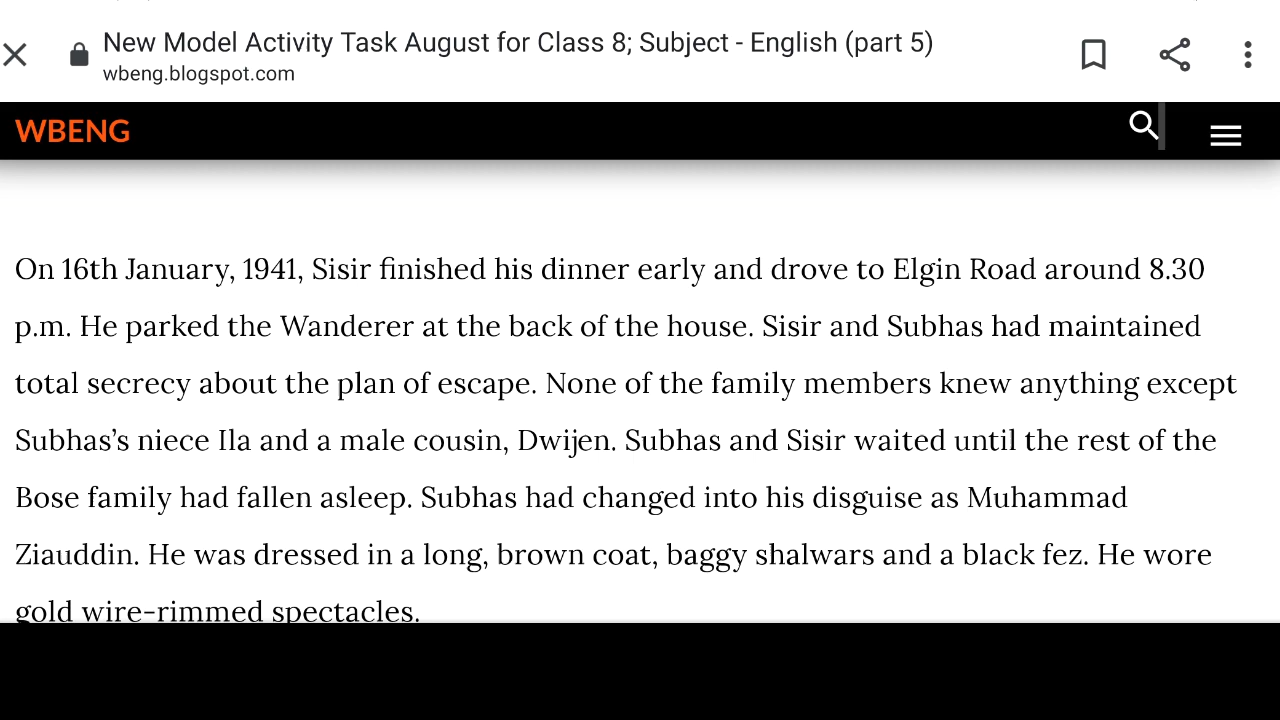 New Model Activity Task August for Class 8; Subject - English (part 5)
wbeng.blogspot.com
WBENG
On 16th January, 1941, Sisir finished his dinner early and drove to Elgin Road around 8.30
p.m. He parked the Wanderer at the back of the house. Sisir and Subhas had maintained
total secrecy about the plan of escape. None of the family members knew anything except
Subhas’s niece Ila and a male cousin, Dwijen. Subhas and Sisir waited until the rest of the
Bose family had fallen asleep. Subhas had changed into his disguise as Muhammad
Ziauddin. He was dressed in a long, brown coat, baggy shalwars and a black fez. He wore
gold wire-rimmed spectacles.